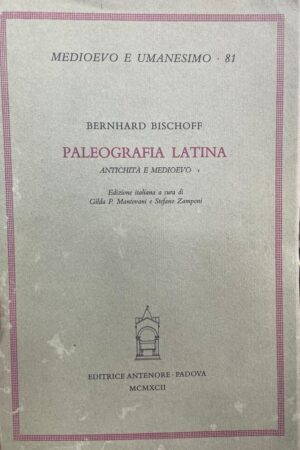 MEDIOEVO E UMANESIMO · 81
BERNHARD BISCHOFF
PALEOGRAFIA LATINA
ANTICHITÀ E MEDIOEVO
Edizione italiana a cura di
Gilda P. Mantovani e Stefano Zamponi
EDITRICE ANTENORE · PADOVA
MCMXCII